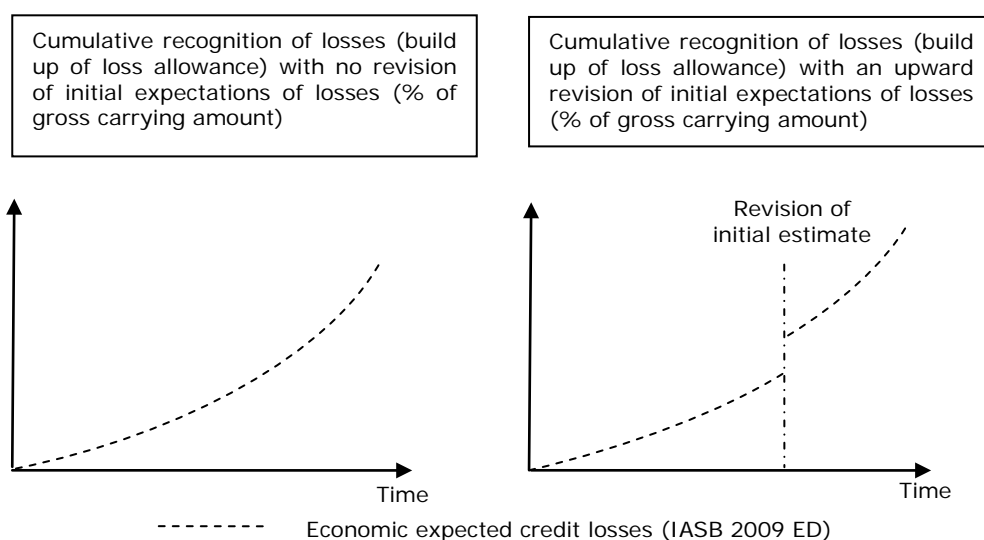 Cumulative recognition of losses (build
up of loss allowance) with no revision
of initial expectations of losses (% of
gross carrying amount)
Cumulative recognition of losses (build
up of loss allowance) with an upward
revision of initial expectations of losses
(% of gross carrying amount)
Revision of
initial estimate
Time
Time
Economic expected credit losses (IASB 2009 ED)